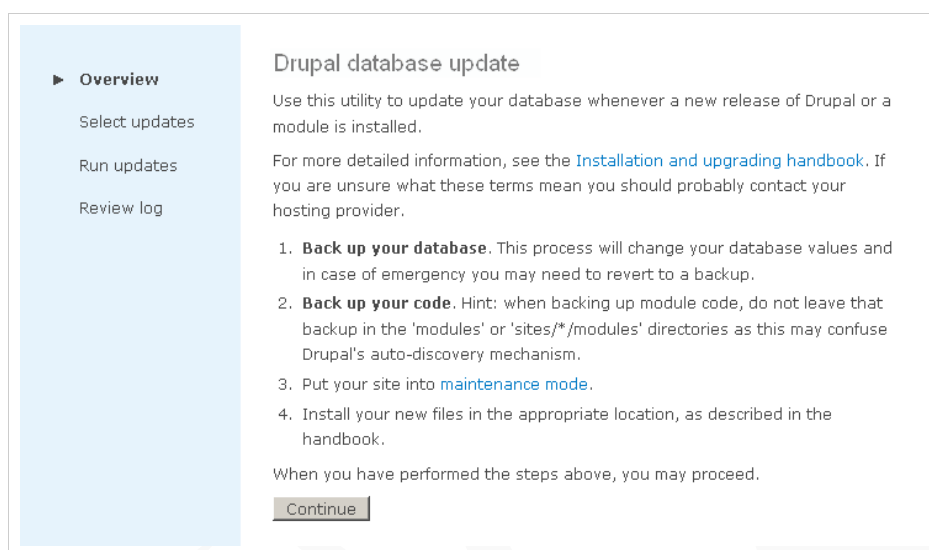 Overview
Select updates
Run updates
Review log
Drupal database update
Use this utility to update your database whenever a new release of Drupal or a
module is installed.
For more detailed information, see the Installation and upgrading handbook. If
you are unsure what these terms mean you should probably contact your
hosting provider.
1. Back up your database. This process will change your database values and
in case of emergency you may need to revert to a backup.
2. Back up your code. Hint: when backing up module code, do not leave that
backup in the 'modules' or 'sites/*/modules' directories as this may confuse
Drupal's auto-discovery mechanism.
3. Put your site into maintenance mode.
4. Install your new files in the appropriate location, as described in the
handbook.
When you have performed the steps above, you may proceed.
Continue